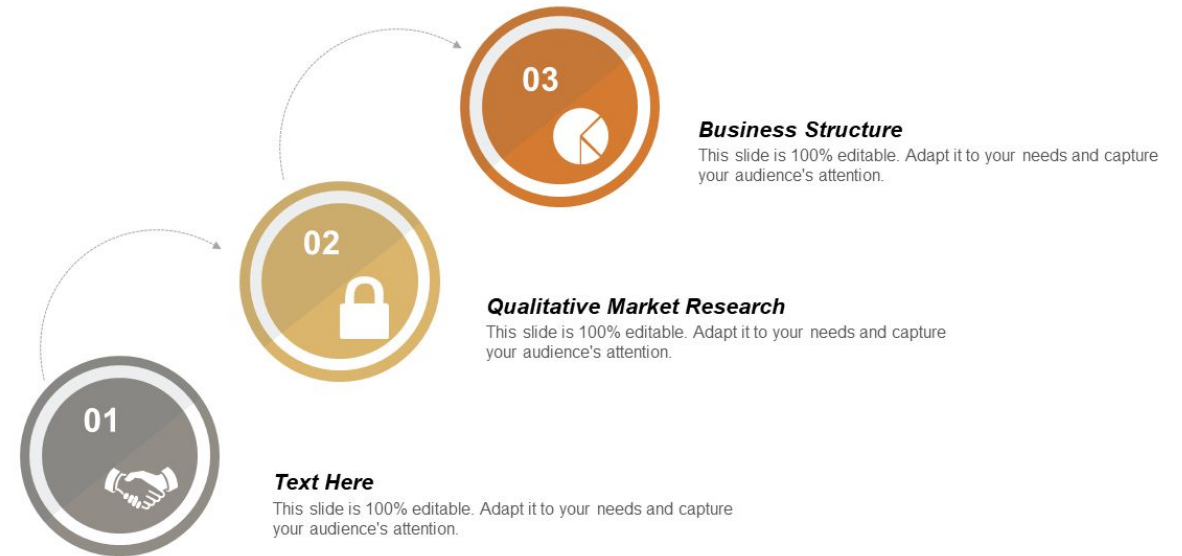 03
Business Structure
This slide is 100% editable. Adapt it to your needs and capture
your audience's attention.
02
Qualitative Market Research
This slide is 100% editable. Adapt it to your needs and capture
your audience's attention.
01
Text Here
This slide is 100% editable. Adapt it to your needs and capture
your audience's attention.